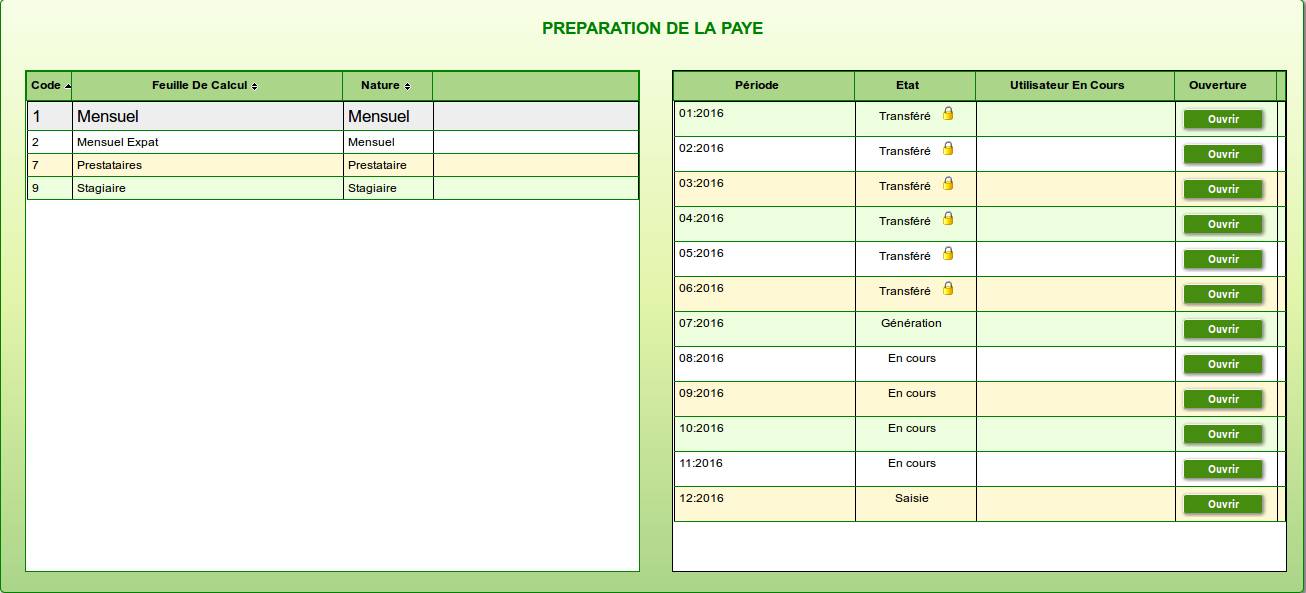 PREPARATION DE LA PAYE
Code Feuille De Calcul Nature
1 Mensuel Mensuel
2 Mensuel Expat Mensuel
7 Prestataires Prestataire
9 Stagiaire Stagiaire
Période Etat Utilisateur En Cours Ouverture
01:2016 Transféré Ouvrir
02:2016 Transféré Ouvrir
03:2016 Transféré Ouvrir
04:2016 Transféré Ouvrir
05:2016 Transféré Ouvrir
06:2016 Transféré Ouvrir
07:2016 Génération Ouvrir
08:2016 En cours Ouvrir
09:2016 En cours Ouvrir
10:2016 En cours Ouvrir
11:2016 En cours Ouvrir
12:2016 Saisie Ouvrir